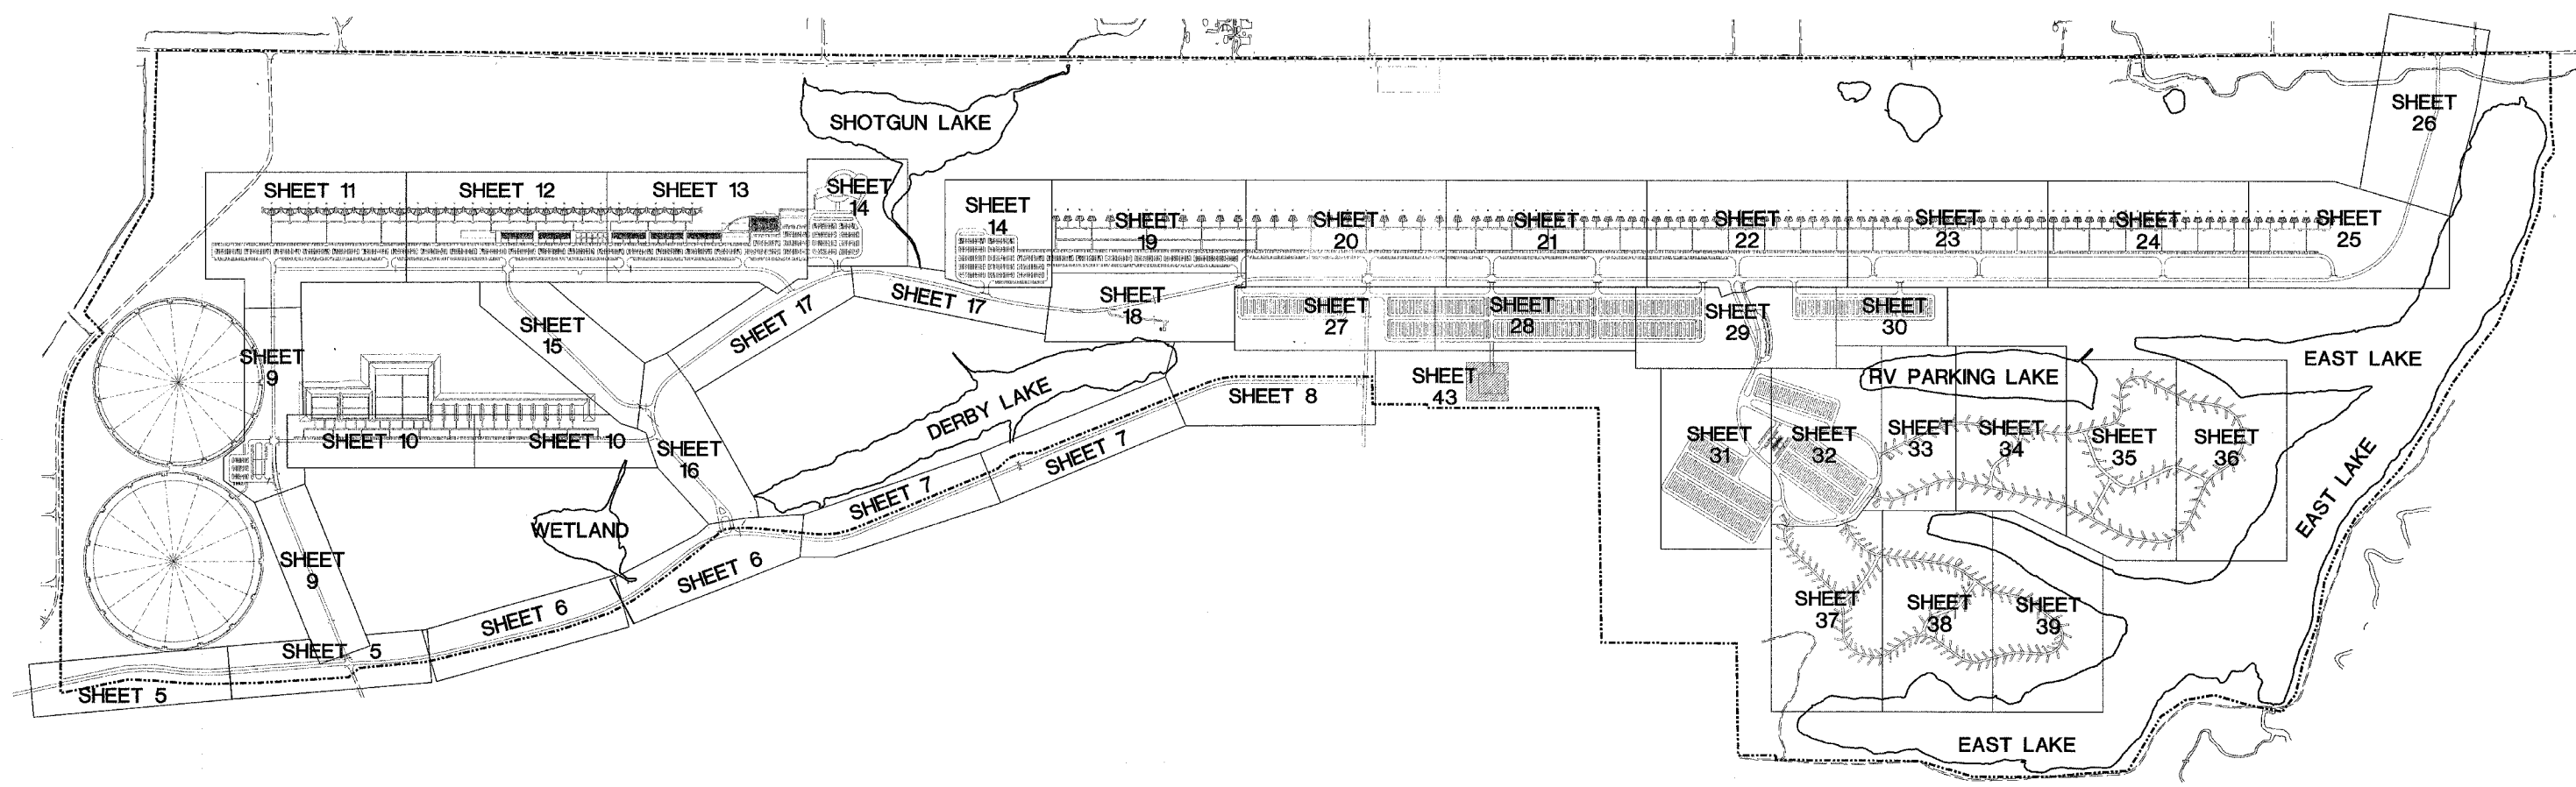 SHEET
26
SHOTGUN LAKE
SHEET 11
SHEET 12
SHEET 13
SHEET
14
SHEET
14
SHEET
19
SHEET
20
SHEET
21
SHEET
22
SHEET
23
SHEET
24
SHEET
25
SHEET 17
SHEET 17
SHEET
18
SHEET
27
SHEET
28
SHEET
29
SHEET
30
SHEET
15
SHEET
9
EAST LAKE
RV PARKING LAKE
SHEET
43
SHEET 8
DERBY LAKE
SHEET 10
SHEET 10
SHEET
16
SHEET 7
SHEET 7
SHEET
31
SHEET
32
SHEET
33
SHEET
34
SHEET
35
SHEET
36
EAST LAKE
WETLAND
SHEET
9
SHEET 6
SHEET 6
SHEET
37
SHEET
38
SHEET
39
SHEET 5
SHEET 5
EAST LAKE